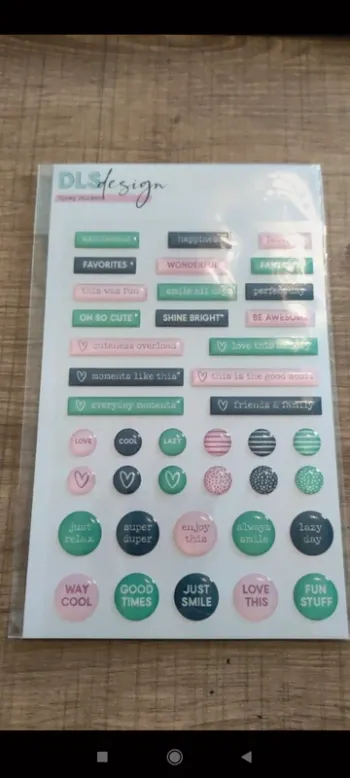 DLSdesign
happiness
FAVORITES WONDERFUL
this was fun smile all day perfect day
OH SO CUTE SHINE BRIGHT BE AWESOME
cuteness overload love this
moments like this this is the good
everyday moments friends & family
LOVE COOL LAZY
just relax super duper enjoy this always smile lazy day
WAY COOL GOOD TIMES JUST SMILE LOVE THIS FUN STUFF